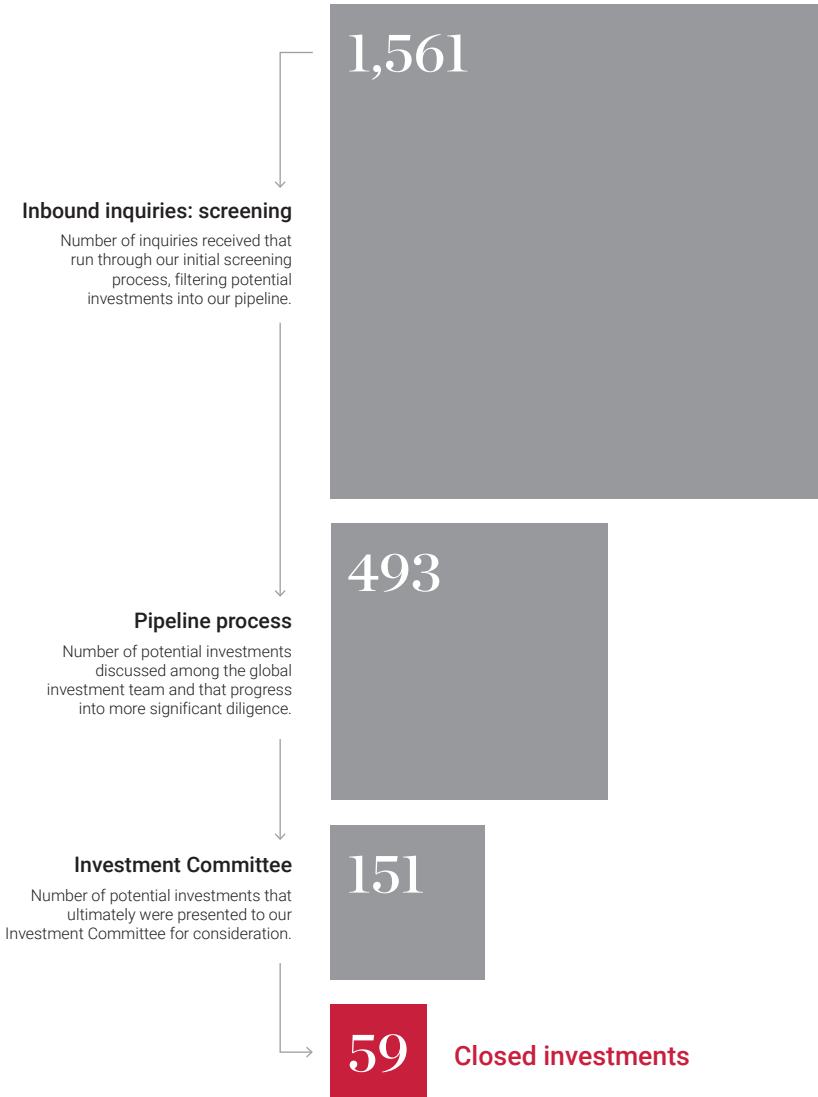 1,561
Inbound inquiries: screening
Number of inquiries received that
run through our initial screening
process, filtering potential
investments into our pipeline.
493
Pipeline process
Number of potential investments
discussed among the global
investment team and that progress
into more significant diligence.
151
Investment Committee
Number of potential investments that
ultimately were presented to our
Investment Committee for consideration.
59
Closed investments